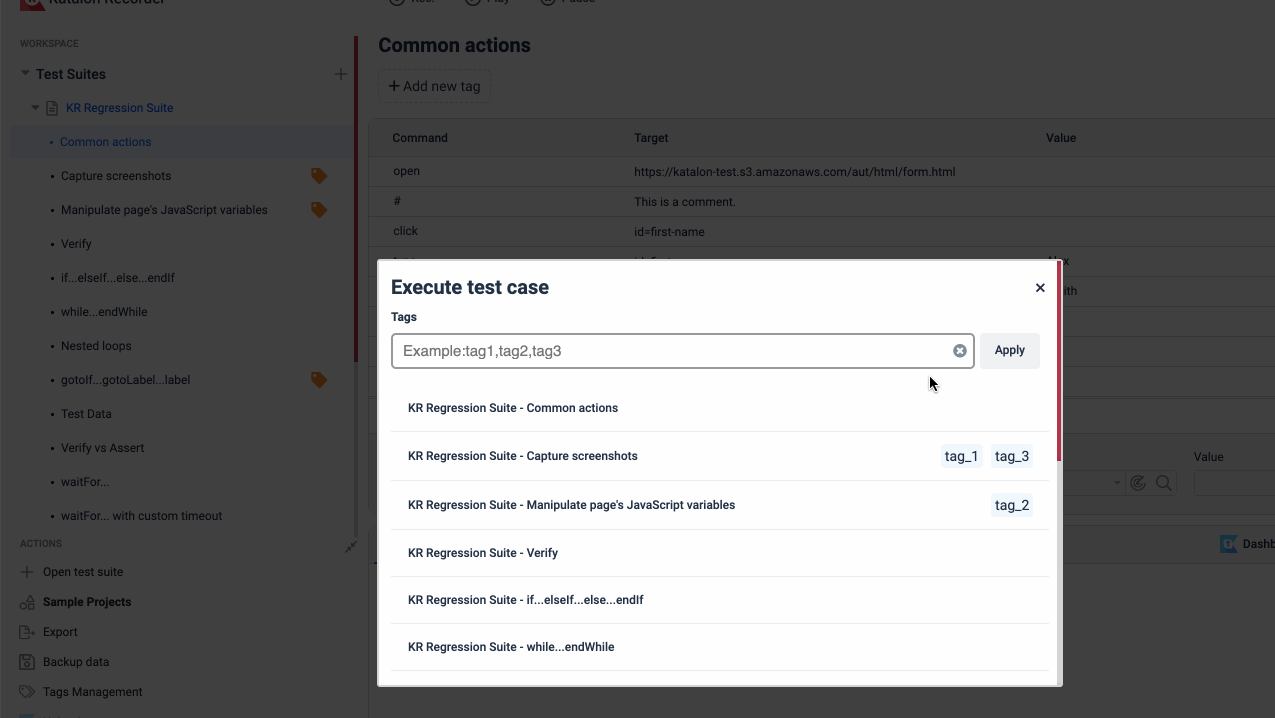 Katalon Recorder
WORKSPACE
Test Suites
KR Regression Suite
Common actions
Capture screenshots
Manipulate page's JavaScript variables
Verify
if...elseIf...else...endIf
while...endWhile
Nested loops
gotoIf...gotoLabel...label
Test Data
Verify vs Assert
waitFor...
waitFor... with custom timeout
ACTIONS
Open test suite
Sample Projects
Export
Backup data
Tags Management
Common actions
+ Add new tag
Command Target Value
open https://katalon-test.s3.amazonaws.com/aut/html/form.html
# This is a comment.
click id=first-name
Value
Execute test case
Tags
Example:tag1,tag2,tag3
Apply
KR Regression Suite - Common actions
KR Regression Suite - Capture screenshots tag_1 tag_3
KR Regression Suite - Manipulate page's JavaScript variables tag_2
KR Regression Suite - Verify
KR Regression Suite - if...elseIf...else...endIf
KR Regression Suite - while...endWhile